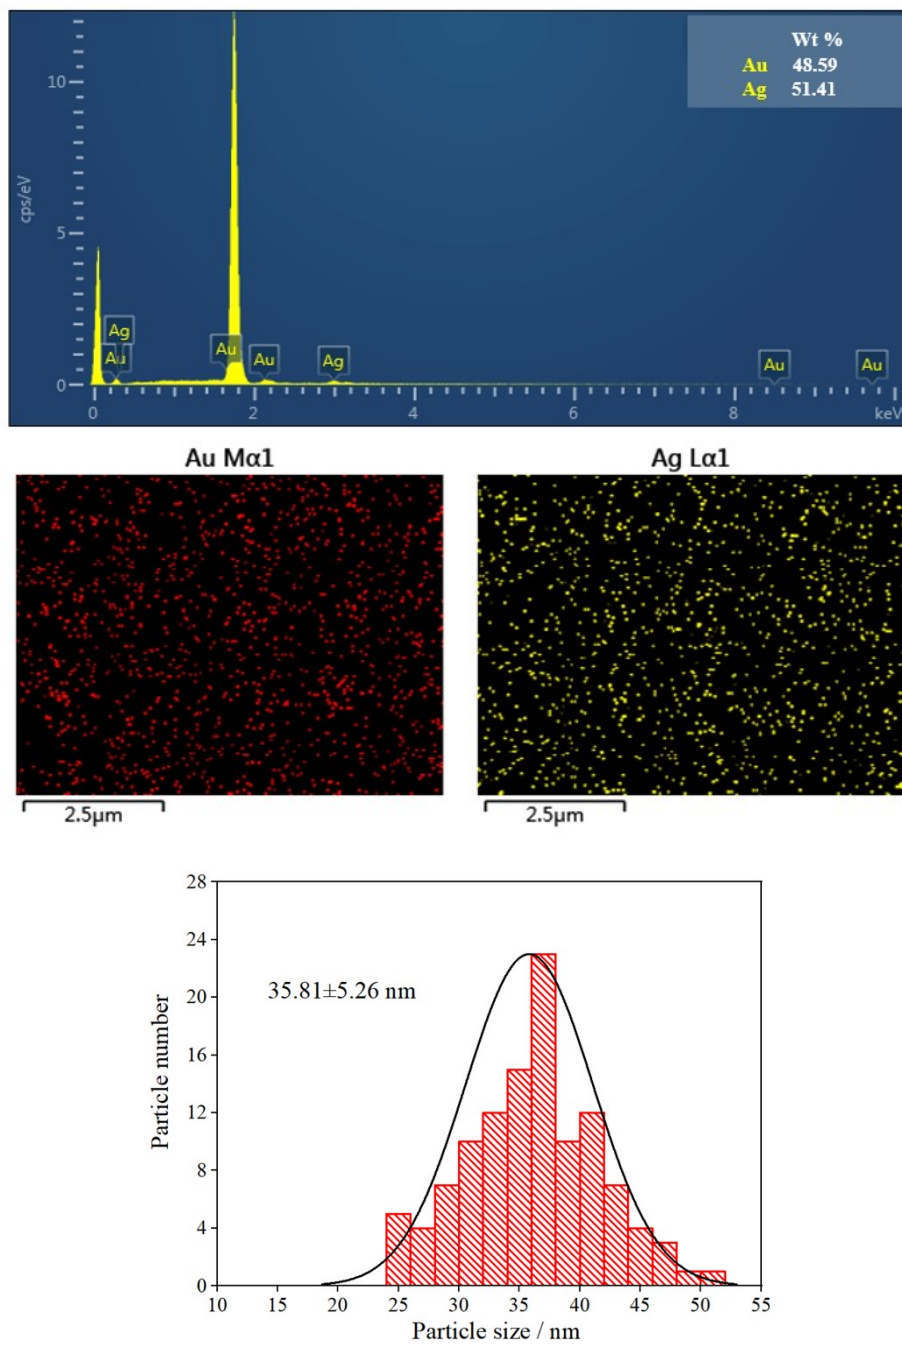 Wt %
Au 48.59
Ag 51.41
10
5
0
cps/eV
Ag
Au
Au
Au
Ag
Au
Au
0 2 4 6 8 keV
Au Mα1
Ag Lα1
2.5μm
2.5μm
28
24
20
16
12
8
4
0
Particle number
35.81±5.26 nm
10 15 20 25 30 35 40 45 50 55
Particle size / nm